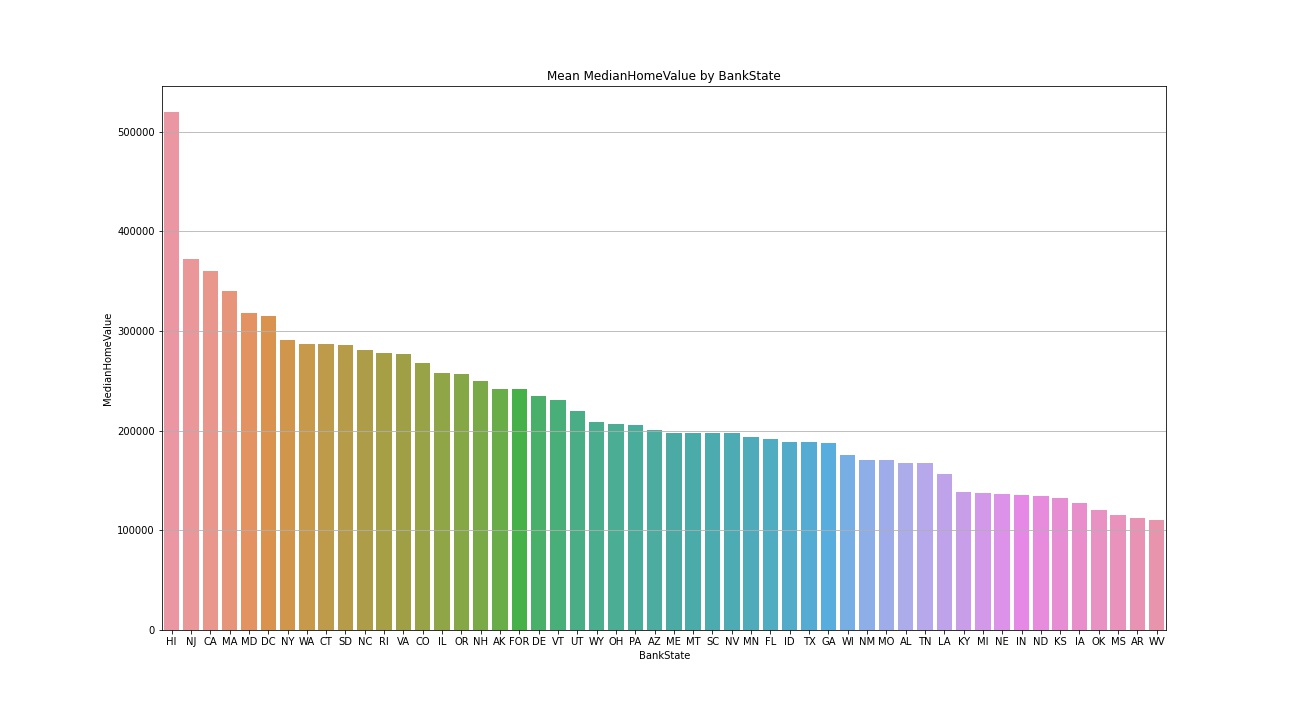 Mean MedianHomeValue by BankState
MedianHomeValue
500000
400000
300000
200000
100000
0
HI NJ CA MA MD DC NY WA CT SD NC RI VA CO IL OR NH AK FOR DE VT UT WY OH PA AZ ME MT SC NV MN FL ID TX GA WI NM MO AL TN LA KY MI NE IN ND KS IA OK MS AR WV
BankState